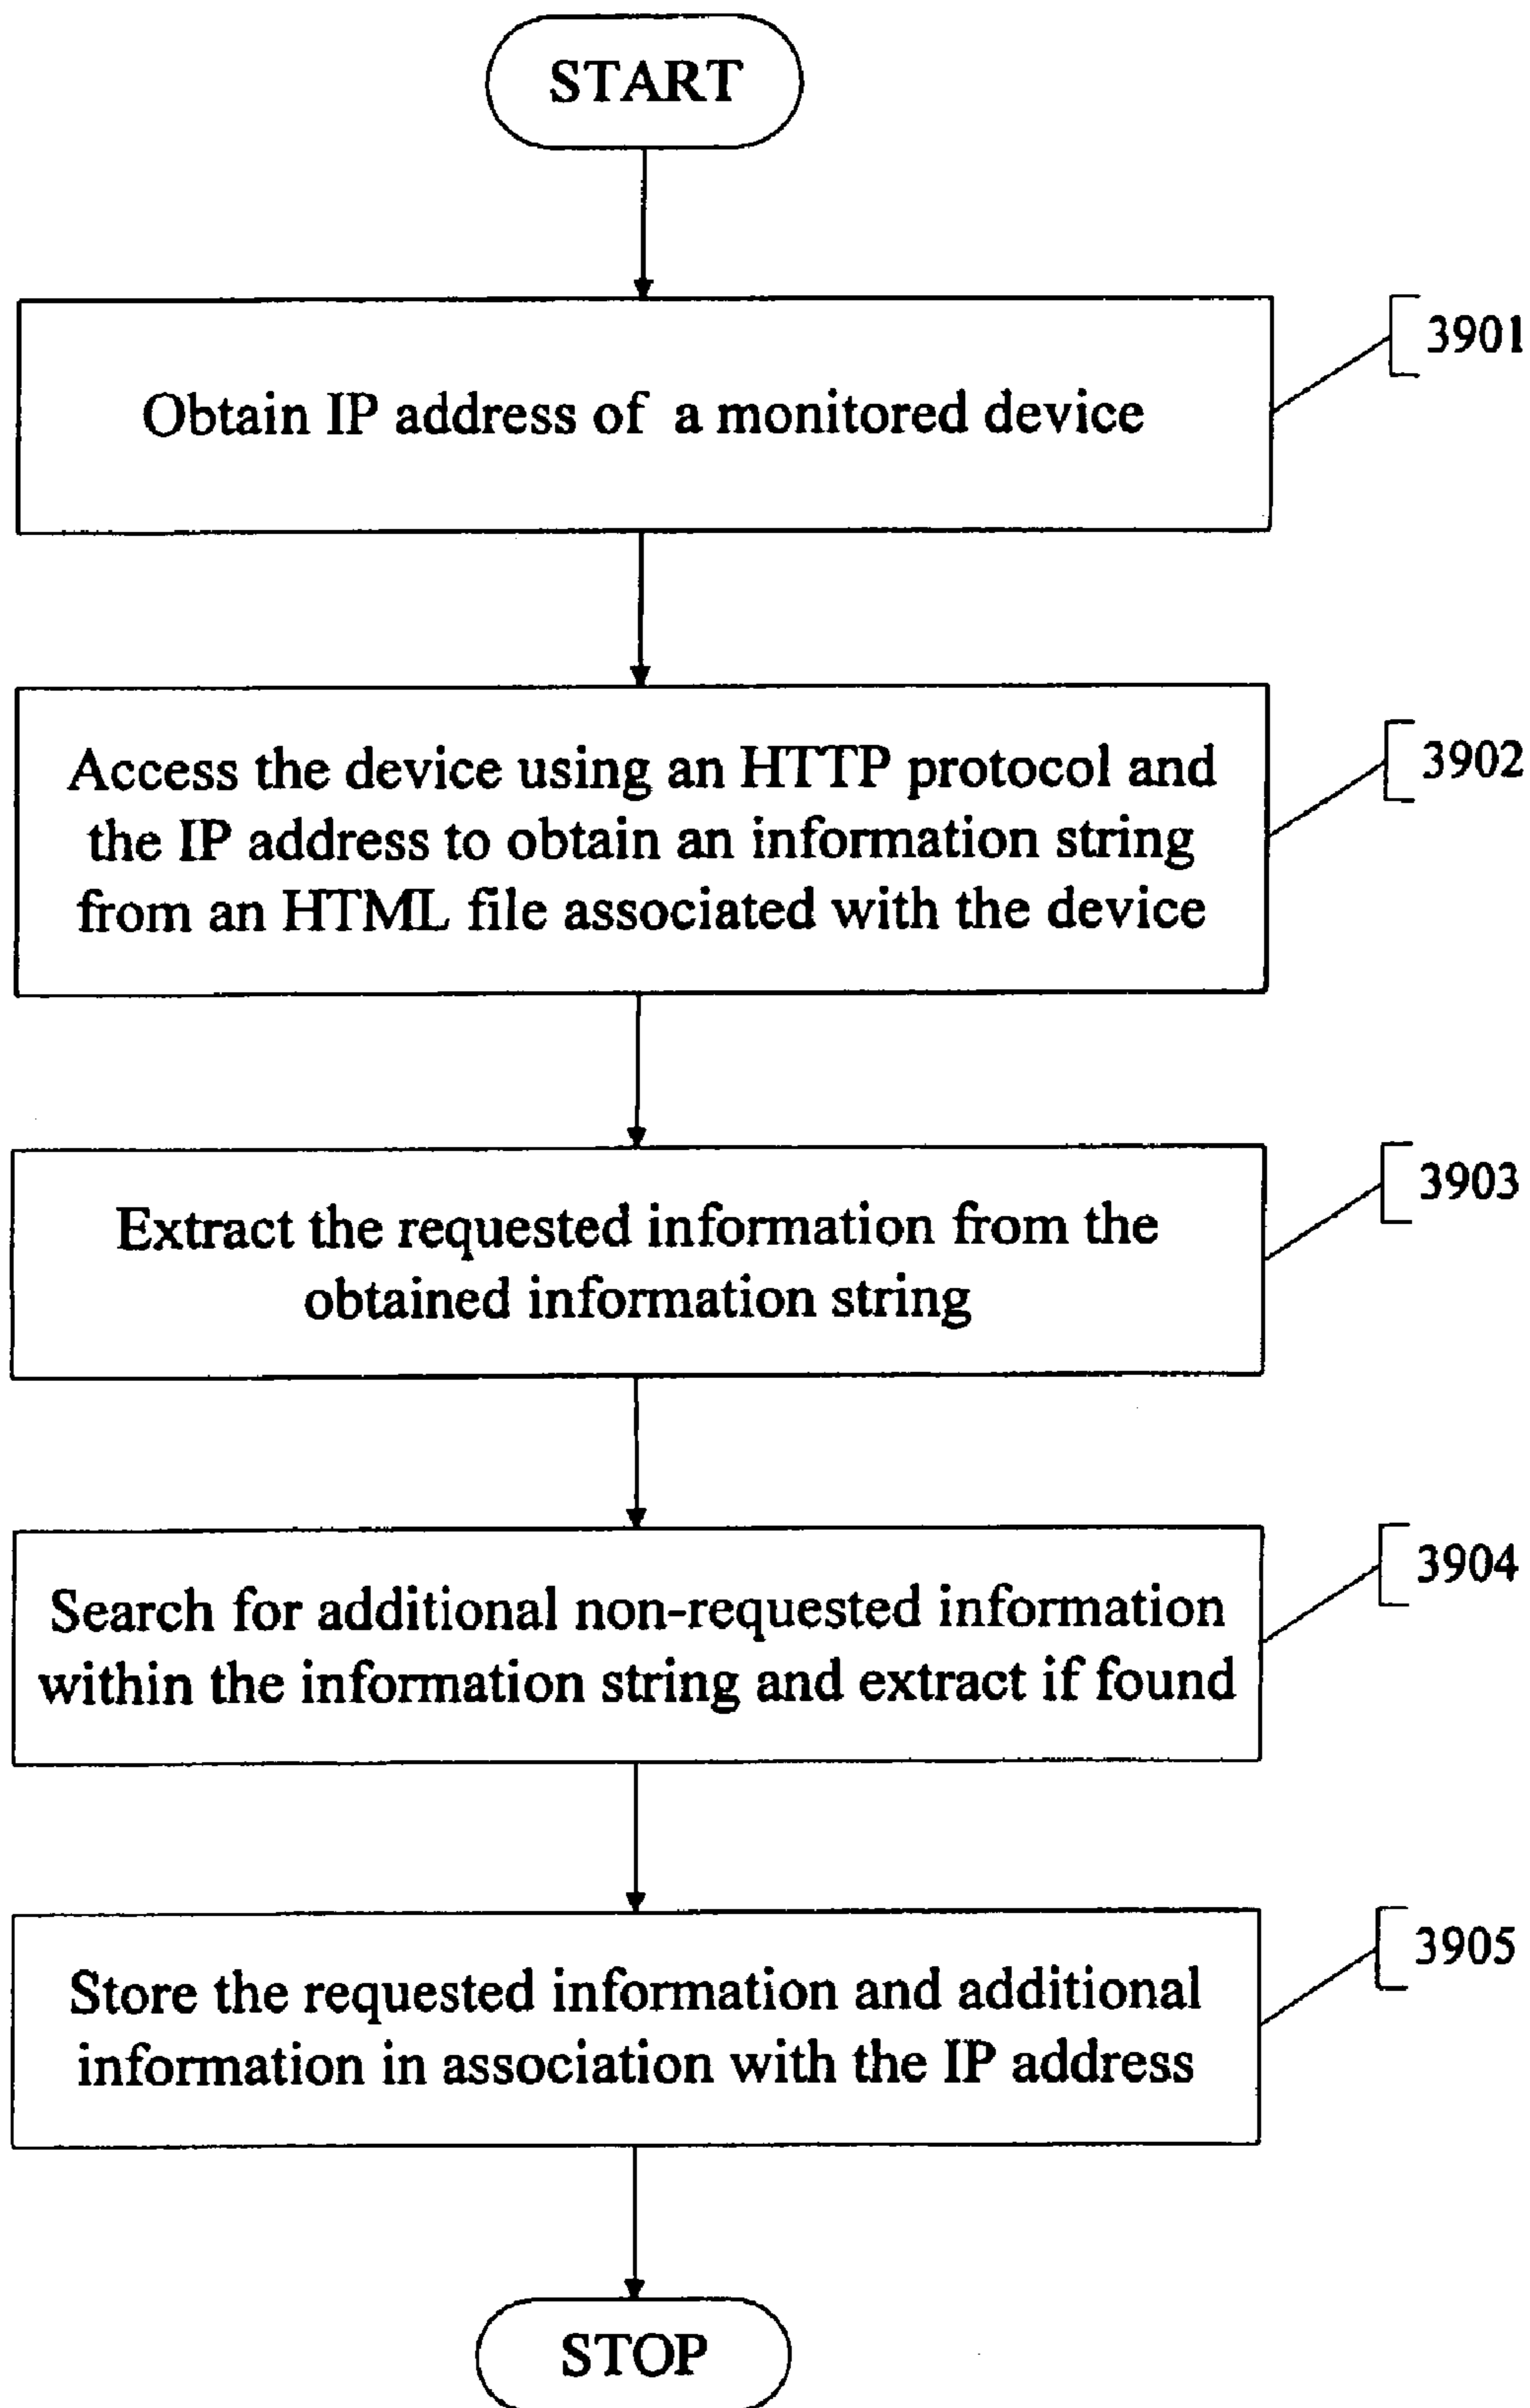 START
Obtain IP address of a monitored device
3901
Access the device using an HTTP protocol and
the IP address to obtain an information string
from an HTML file associated with the device
3902
Extract the requested information from the
obtained information string
3903
Search for additional non-requested information
within the information string and extract if found
3904
Store the requested information and additional
information in association with the IP address
3905
STOP